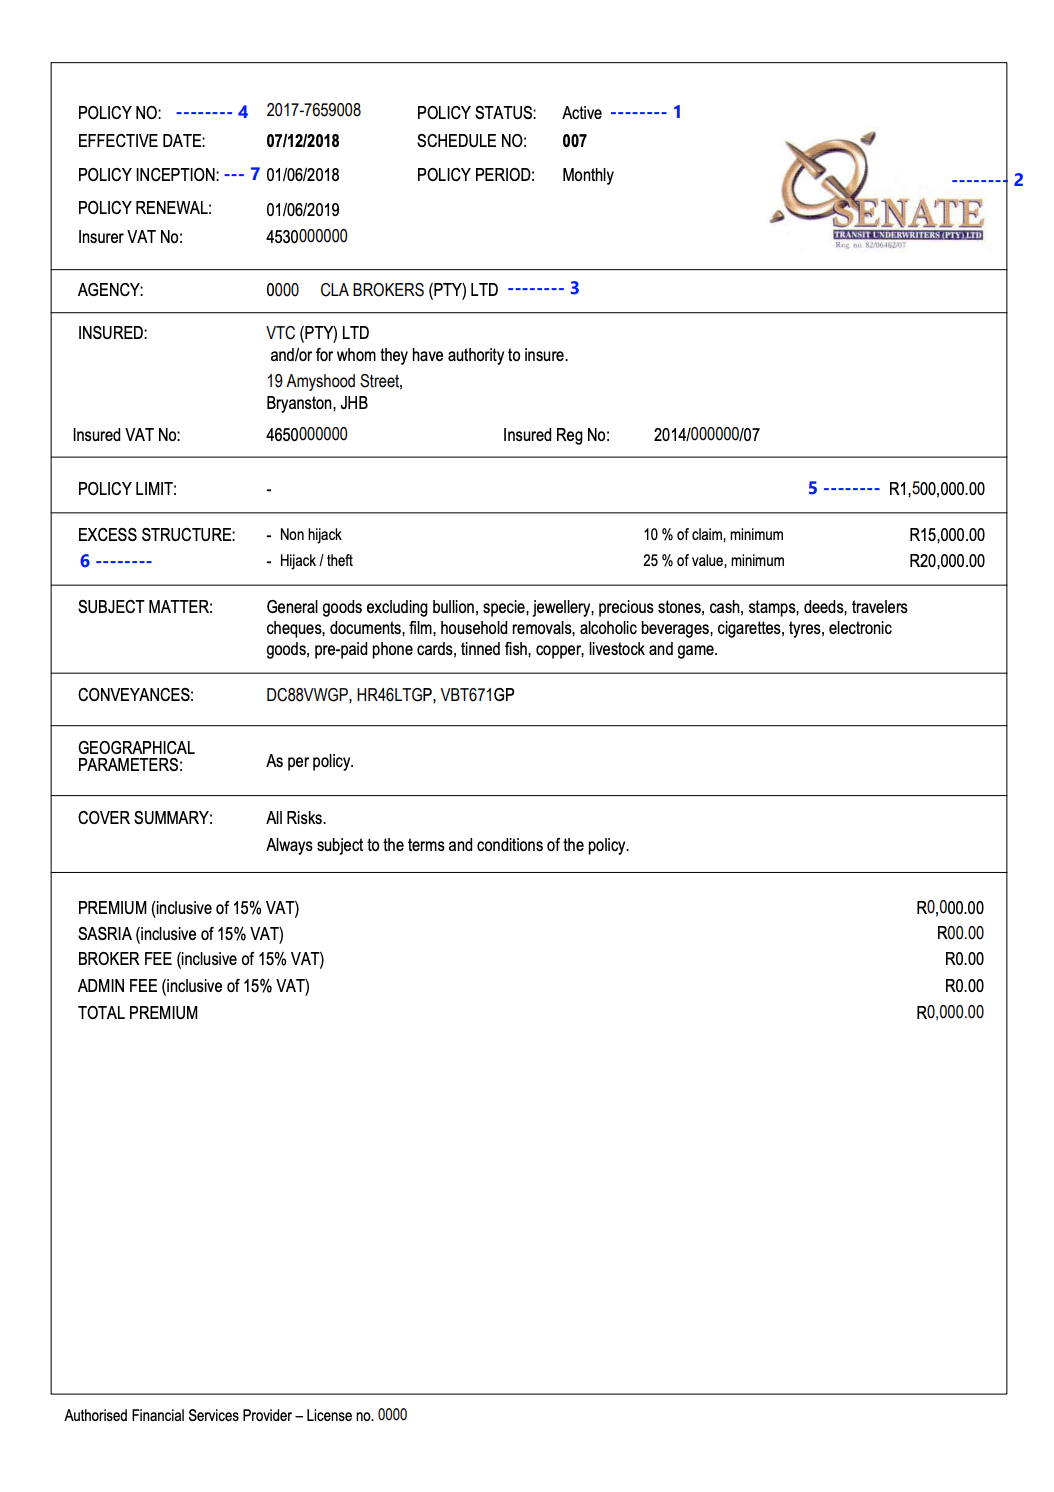 POLICY NO: -------- 4 2017-7659008 POLICY STATUS: Active -------- 1
EFFECTIVE DATE: 07/12/2018 SCHEDULE NO: 007
POLICY INCEPTION: --- 7 01/06/2018 POLICY PERIOD: Monthly
-------- 2
POLICY RENEWAL: 01/06/2019
SENATE
Insurer VAT No: 4530000000
TRANSIT UNDERWRITERS (PTY) LTD
Reg. no. 82/06462/07
AGENCY: 0000 CLA BROKERS (PTY) LTD -------- 3
INSURED: VTC (PTY) LTD
and/or for whom they have authority to insure.
19 Amyshood Street,
Bryanston, JHB
Insured VAT No: 4650000000 Insured Reg No: 2014/000000/07
POLICY LIMIT: - 5 -------- R1,500,000.00
EXCESS STRUCTURE: - Non hijack 10 % of claim, minimum R15,000.00
6 -------- - Hijack / theft 25 % of value, minimum R20,000.00
SUBJECT MATTER: General goods excluding bullion, specie, jewellery, precious stones, cash, stamps, deeds, travelers
cheques, documents, film, household removals, alcoholic beverages, cigarettes, tyres, electronic
goods, pre-paid phone cards, tinned fish, copper, livestock and game.
CONVEYANCES: DC88VWGP, HR46LTGP, VBT671GP
GEOGRAPHICAL
PARAMETERS: As per policy.
COVER SUMMARY: All Risks.
Always subject to the terms and conditions of the policy.
PREMIUM (inclusive of 15% VAT) R0,000.00
SASRIA (inclusive of 15% VAT) R00.00
BROKER FEE (inclusive of 15% VAT) R0.00
ADMIN FEE (inclusive of 15% VAT) R0.00
TOTAL PREMIUM R0,000.00
Authorised Financial Services Provider – License no. 0000